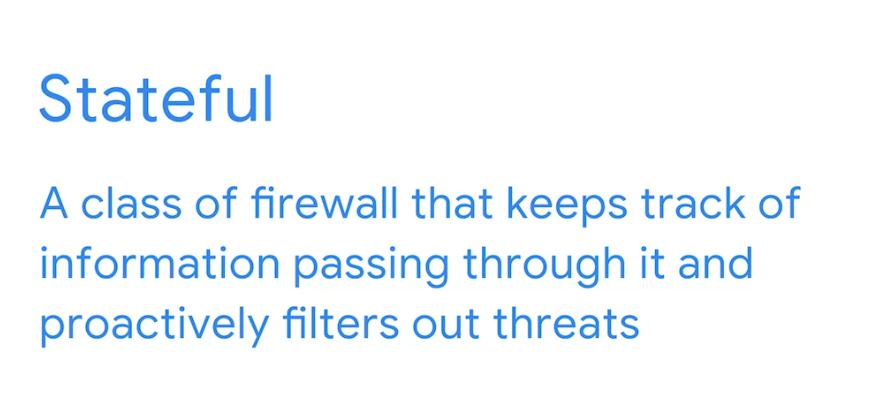 Stateful
A class of firewall that keeps track of
information passing through it and
proactively filters out threats